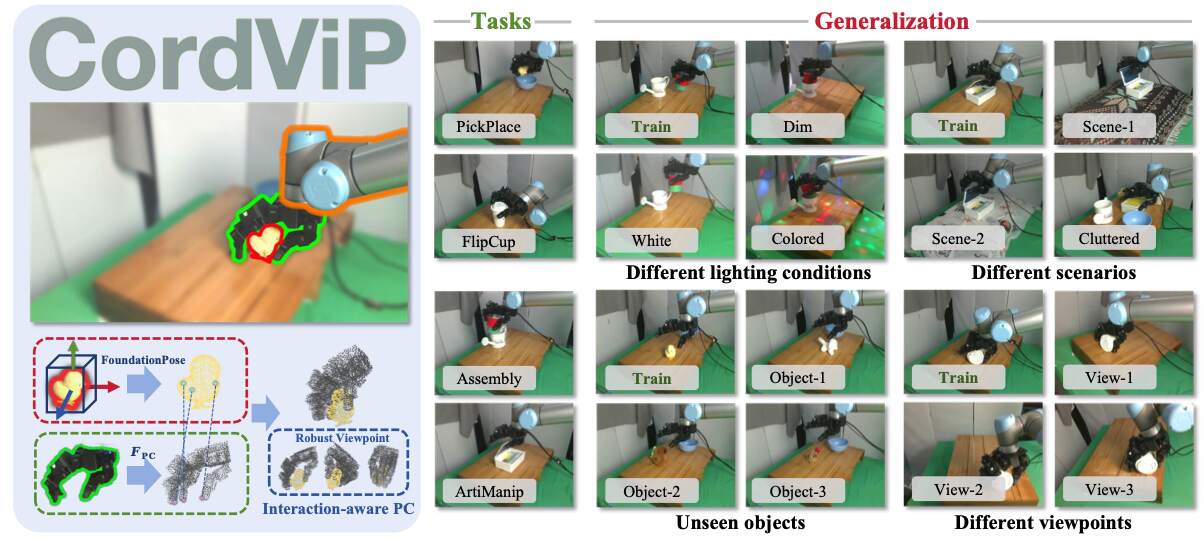 CordViP
FoundationPose
F PC
Robust Viewpoint
Interaction-aware PC
Tasks
PickPlace
FlipCup
Assembly
ArtiManip
Generalization
Train
Dim
White
Colored
Different lighting conditions
Train
Scene-1
Scene-2
Cluttered
Different scenarios
Train
Object-1
Object-2
Object-3
Unseen objects
Train
View-1
View-2
View-3
Different viewpoints